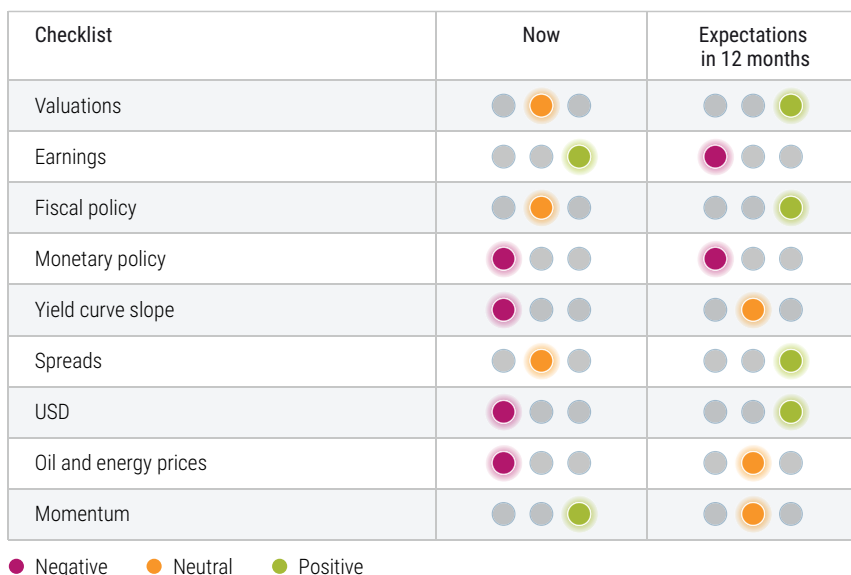 Checklist
Now
Expectations
in 12 months
Valuations
Earnings
Fiscal policy
Monetary policy
Yield curve slope
Spreads
USD
Oil and energy prices
Momentum
Negative Neutral Positive